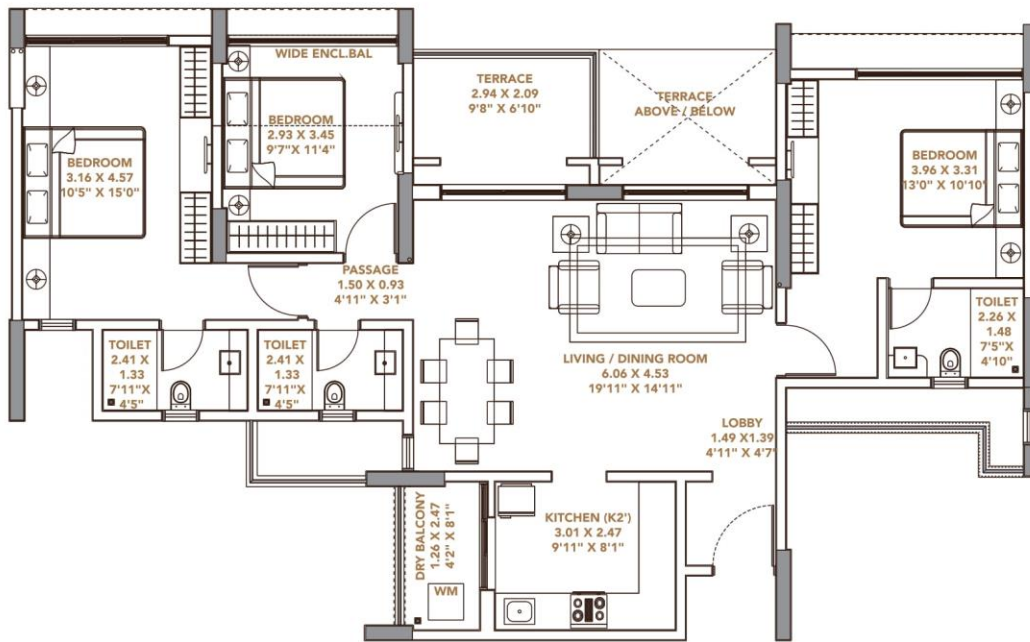 WIDE ENCL.BAL
BEDROOM
3.16 X 4.57
10'5" X 15'0"
BEDROOM
2.93 X 3.45
9'7" X 11'4"
TERRACE
2.94 X 2.09
9'8" X 6'10"
TERRACE
ABOVE / BELOW
BEDROOM
3.96 X 3.31
13'0" X 10'10"
PASSAGE
1.50 X 0.93
4'11" X 3'1"
TOILET
2.41 X
1.33
7'11"X
4'5"
TOILET
2.41 X
1.33
7'11"X
4'5"
LIVING / DINING ROOM
6.06 X 4.53
19'11" X 14'11"
TOILET
2.26 X
1.48
7'5" X
4'10"
LOBBY
1.49 X1.39
4'11" X 4'7"
DRY BALCONY
1.26 X 2.47
4'2" X 8'1"
WM
KITCHEN (K2')
3.01 X 2.47
9'11" X 8'1"